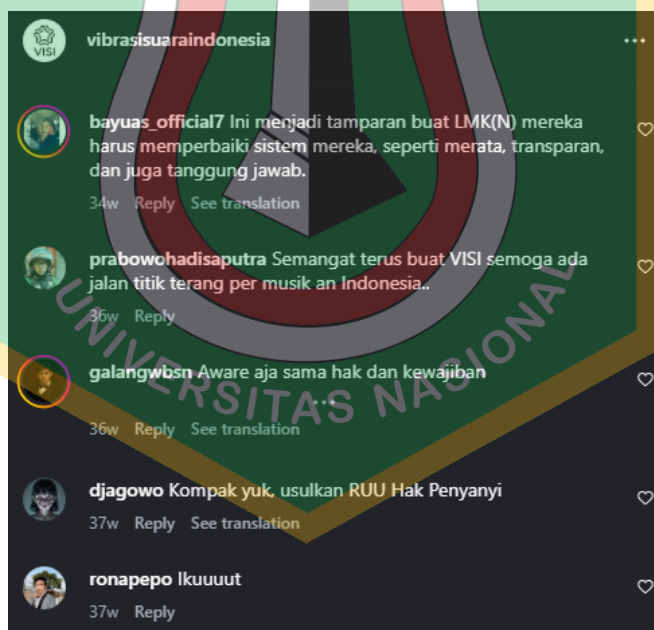 VISI
vibrasisuaraindonesia
bayuas_official7 Ini menjadi tamparan buat LMK(N) mereka
harus memperbaiki sistem mereka, seperti merata, transparan,
dan juga tanggung jawab.
34w Reply See translation
prabowohadisaputra Semangat terus buat VISI semoga ada
jalan titik terang per musik an Indonesia..
36w Reply
galangwbsn Aware aja sama hak dan kewajiban
36w Reply See translation
djagowo Kompak yuk, usulkan RUU Hak Penyanyi
37w Reply See translation
ronapepo Ikuuuut
37w Reply
UNIVERSITAS NASIONAL